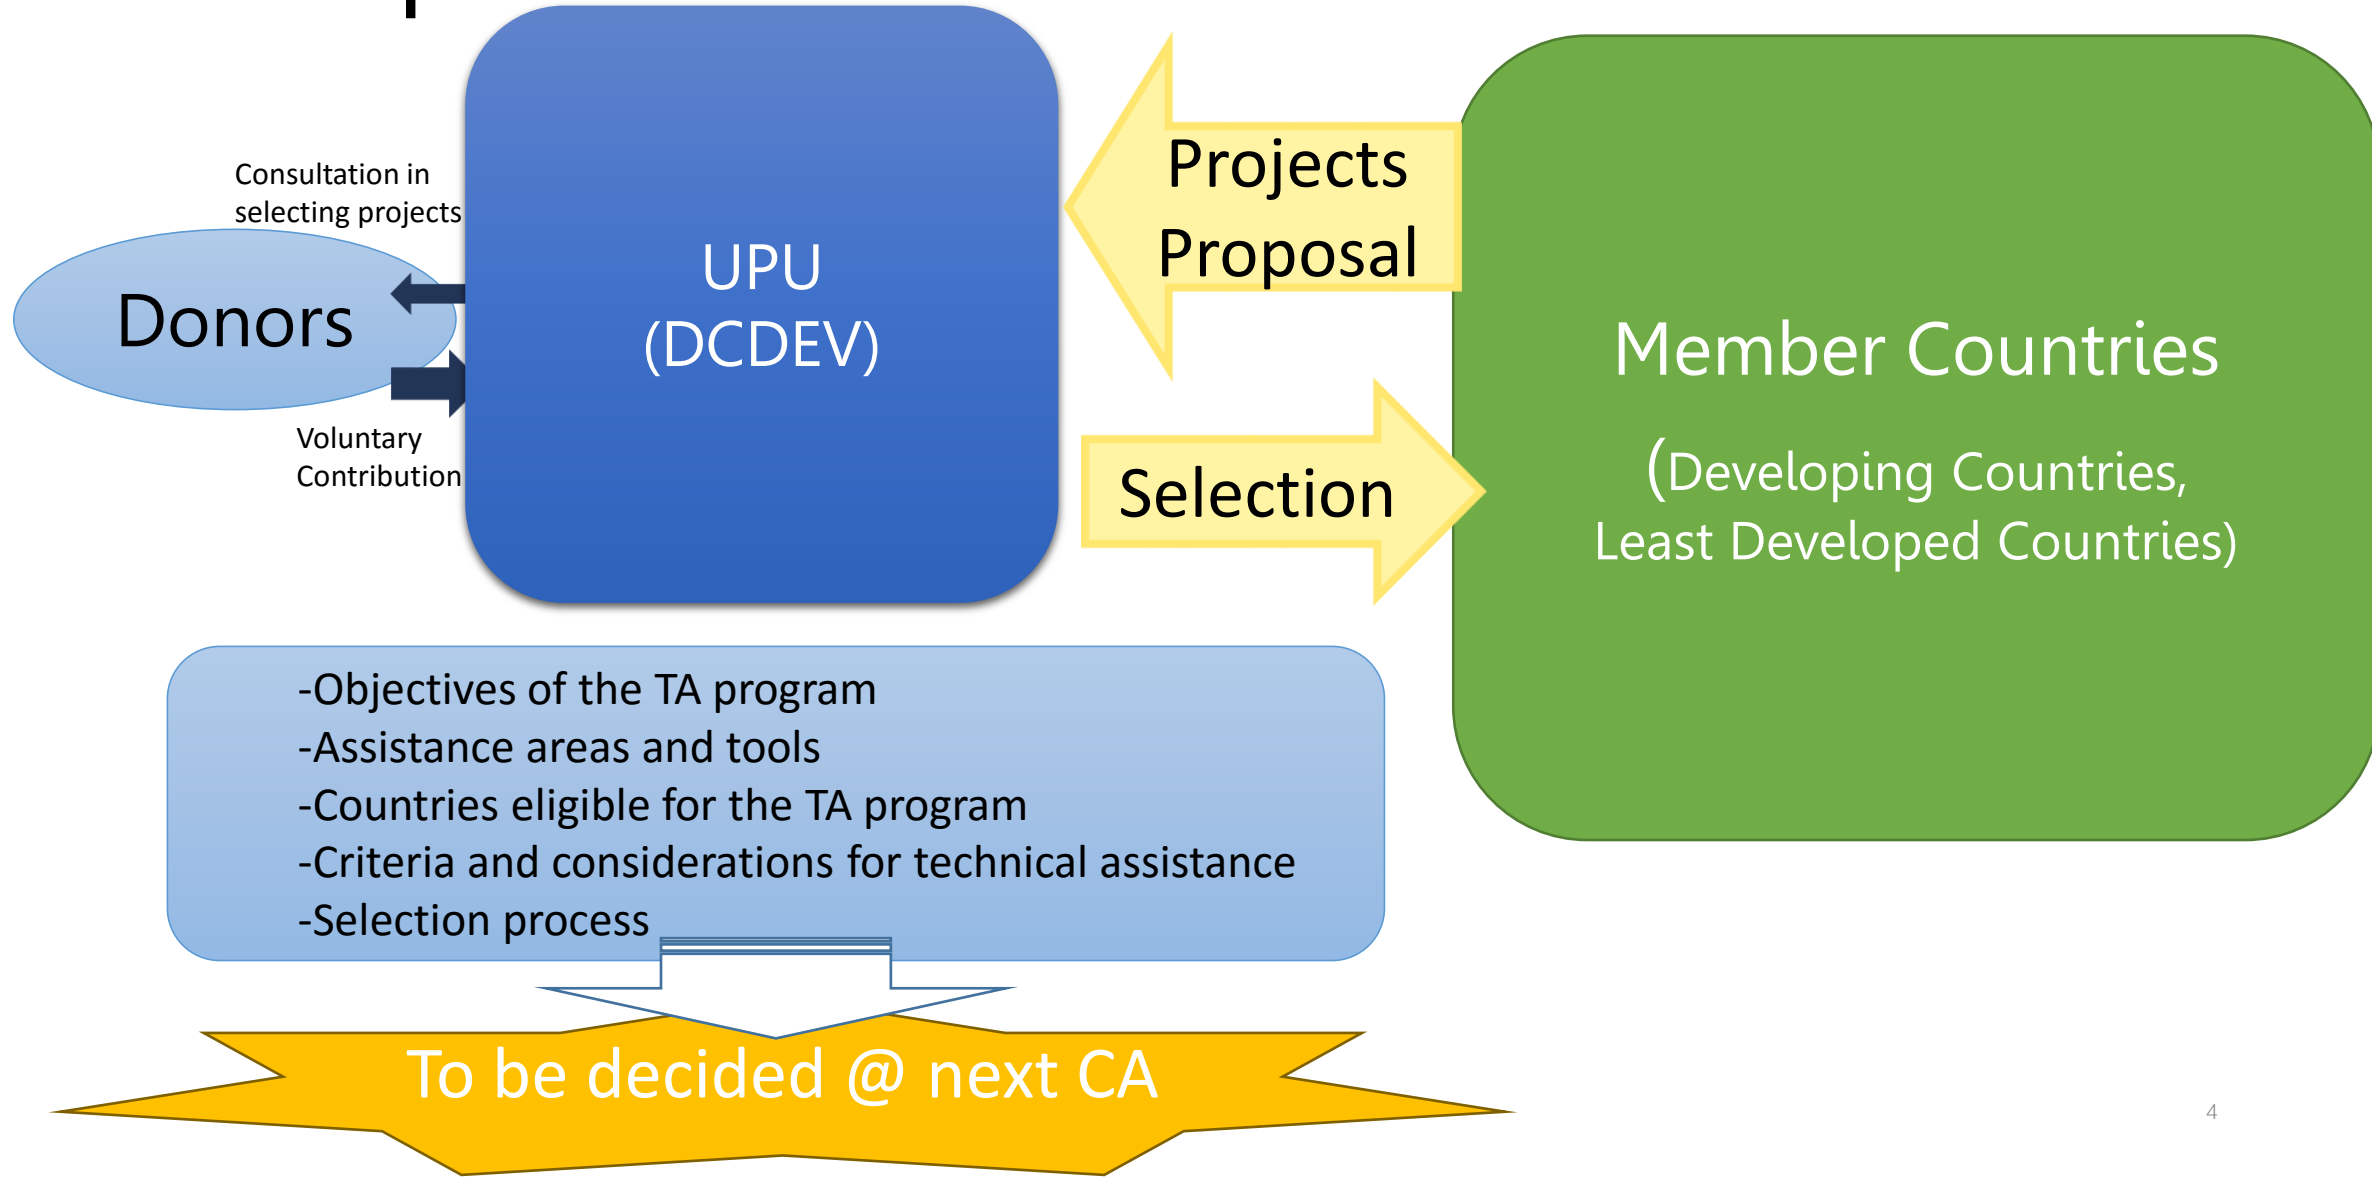 Consultation in
selecting projects
Donors
Voluntary
Contribution
UPU
(DCDEV)
Projects
Proposal
Selection
Member Countries
(Developing Countries,
Least Developed Countries)
-Objectives of the TA program
-Assistance areas and tools
-Countries eligible for the TA program
-Criteria and considerations for technical assistance
-Selection process
To be decided @ next CA
4